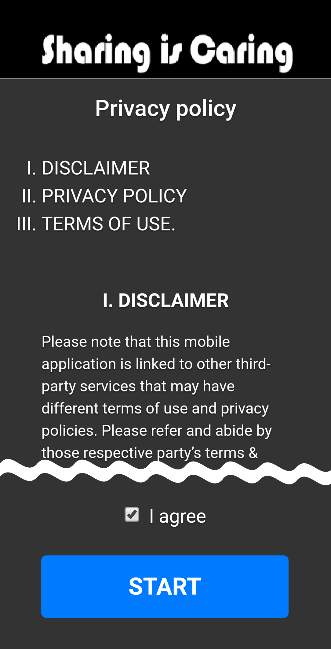 Sharing is Caring
Privacy policy
I. DISCLAIMER
II. PRIVACY POLICY
III. TERMS OF USE.
I. DISCLAIMER
Please note that this mobile
application is linked to other third-
party services that may have
different terms of use and privacy
policies. Please refer and abide by
those respective party's terms &
I agree
START